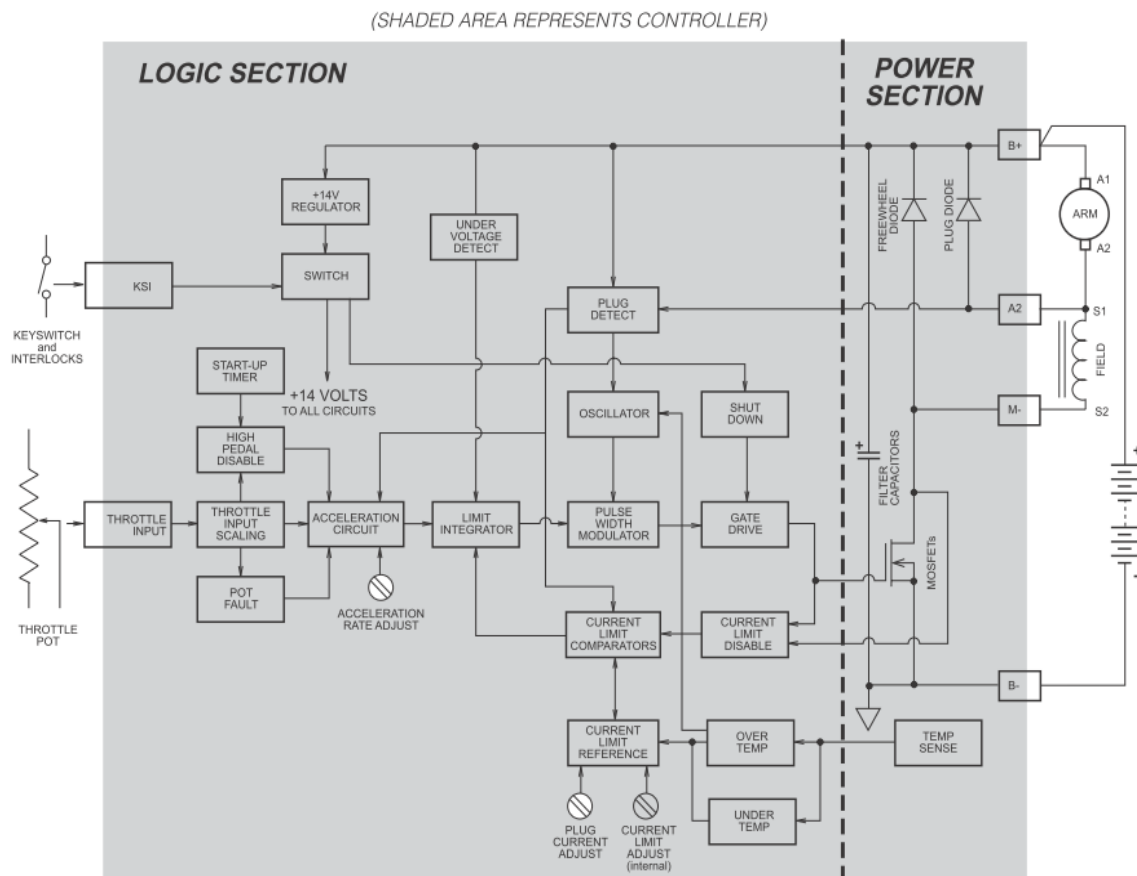 (SHADED AREA REPRESENTS CONTROLLER)
LOGIC SECTION
POWER
SECTION
B+
A1
ARM
A2
+14V
REGULATOR
UNDER
VOLTAGE
DETECT
FREEWHEEL
DIODE
PLUG DIODE
KSI
SWITCH
KEYSWITCH
and
INTERLOCKS
PLUG
DETECT
A2
S1
FIELD
S2
M-
START-UP
TIMER
+14 VOLTS
TO ALL CIRCUITS
OSCILLATOR
SHUT
DOWN
HIGH
PEDAL
DISABLE
+
FILTER
CAPACITORS
+
-
THROTTLE
INPUT
THROTTLE
INPUT
SCALING
ACCELERATION
CIRCUIT
LIMIT
INTEGRATOR
PULSE
WIDTH
MODULATOR
GATE
DRIVE
MOSFETs
POT
FAULT
THROTTLE
POT
ACCELERATION
RATE ADJUST
CURRENT
LIMIT
COMPARATORS
CURRENT
LIMIT
DISABLE
B-
CURRENT
LIMIT
REFERENCE
OVER
TEMP
TEMP
SENSE
UNDER
TEMP
PLUG
CURRENT
ADJUST
CURRENT
LIMIT
ADJUST
(internal)